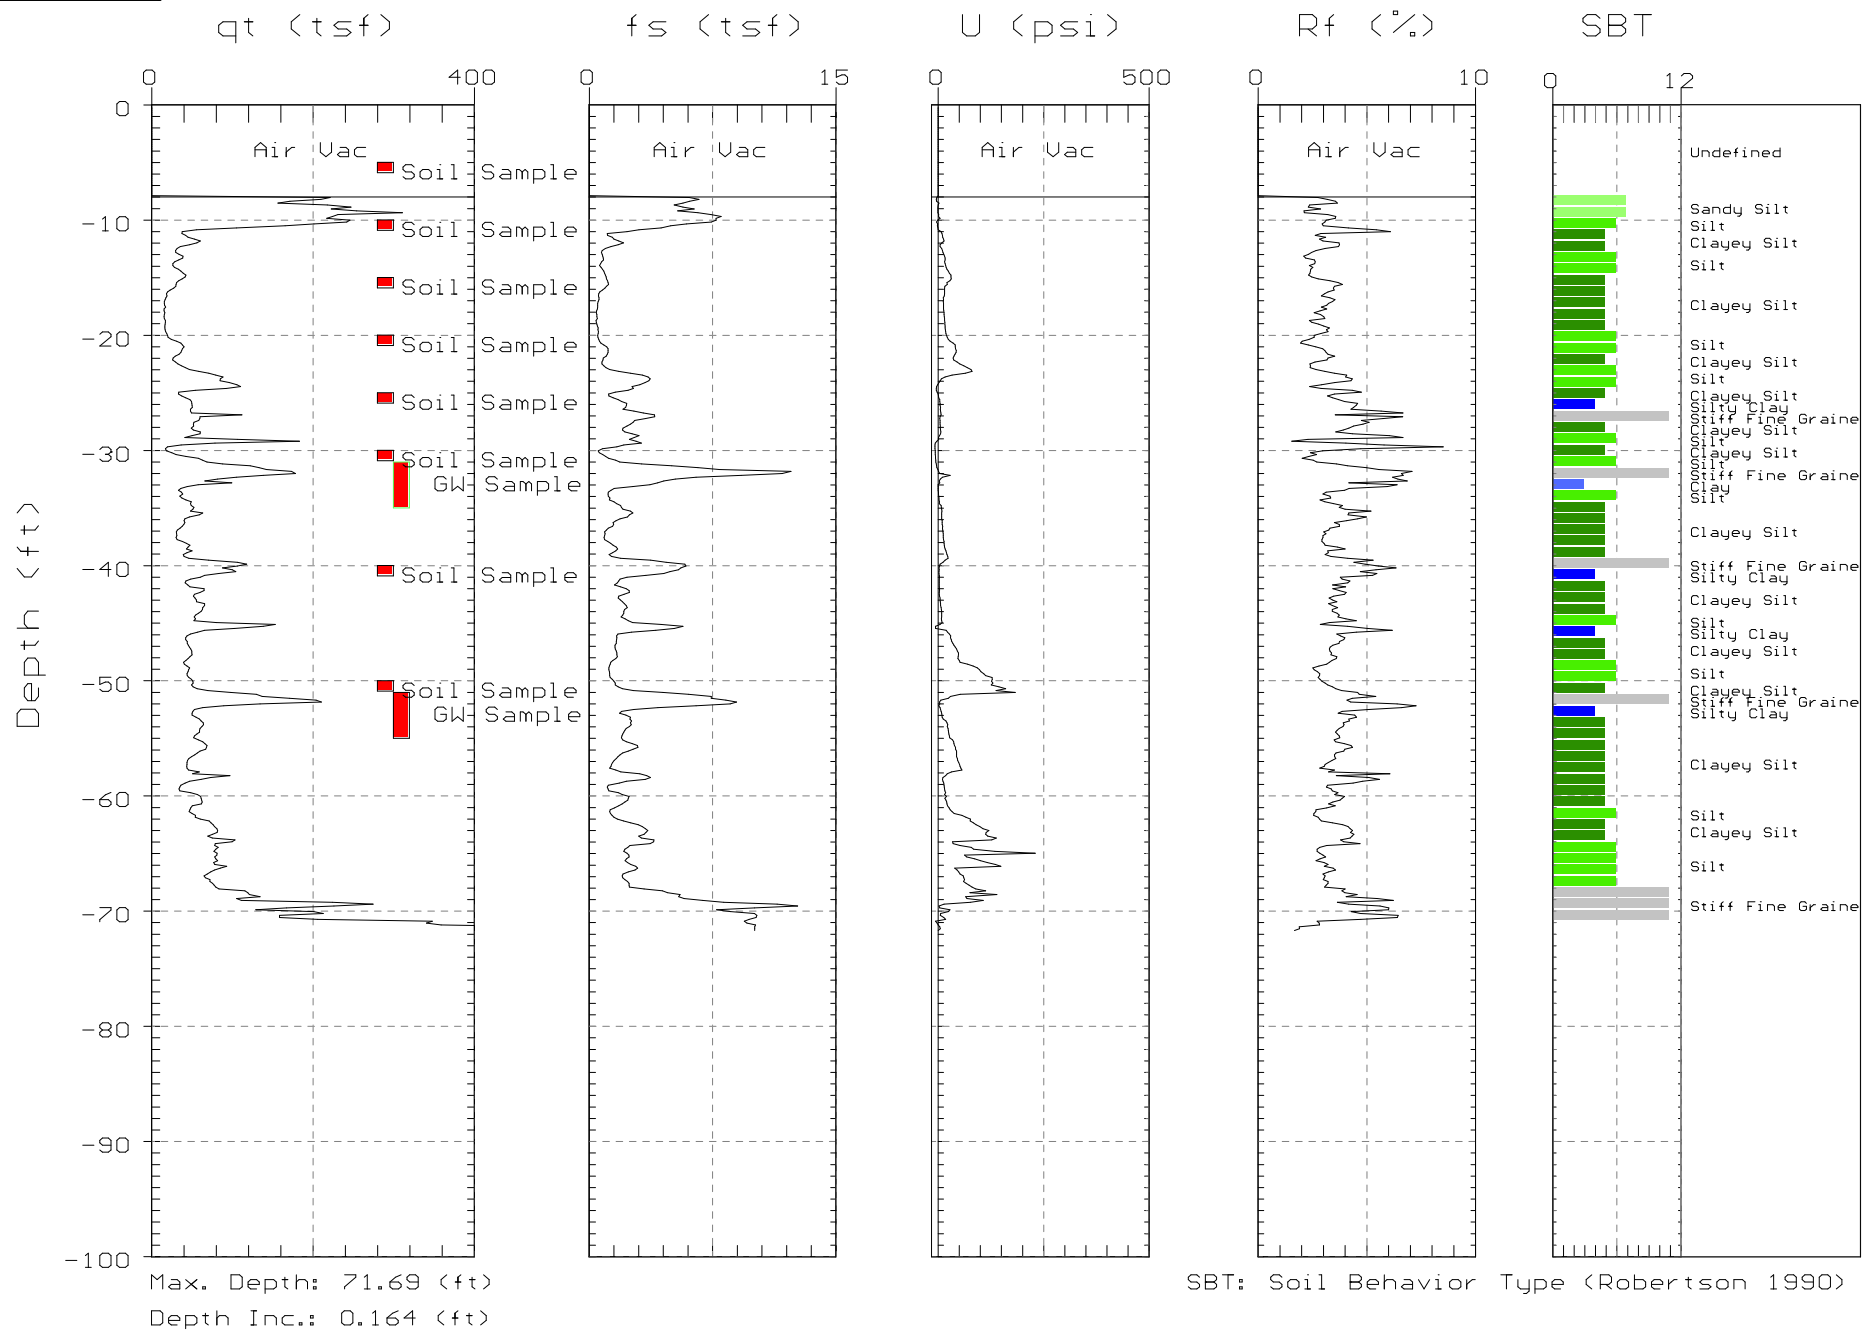 qt (tsf) fs (tsf) U (psi) Rf (%) SBT
0 400 0 15 0 500 0 10 0 12
0
Air Vac Air Vac Air Vac Air Vac Undefined
Soil Sample
Sandy Silt
-10 Soil Sample Silt
Clayey Silt
Silt
Soil Sample
Clayey Silt
-20 Soil Sample Silt
Clayey Silt
Silt
Clayey Silt
Soil Sample Silty Clay
Stiff Fine Graine
Clayey Silt
Silt
-30 Clayey Silt
Soil Sample Silt
Stiff Fine Graine
GW Sample Clay
Silt
Clayey Silt
Depth (ft)
-40 Stiff Fine Graine
Soil Sample Silty Clay
Clayey Silt
Silt
Silty Clay
Clayey Silt
Silt
-50 Soil Sample Clayey Silt
Stiff Fine Graine
GW Sample Silty Clay
Clayey Silt
-60
Silt
Clayey Silt
Silt
-70 Stiff Fine Graine
-80
-90
-100
Max. Depth: 71.69 (ft) SBT: Soil Behavior Type (Robertson 1990)
Depth Inc.: 0.164 (ft)